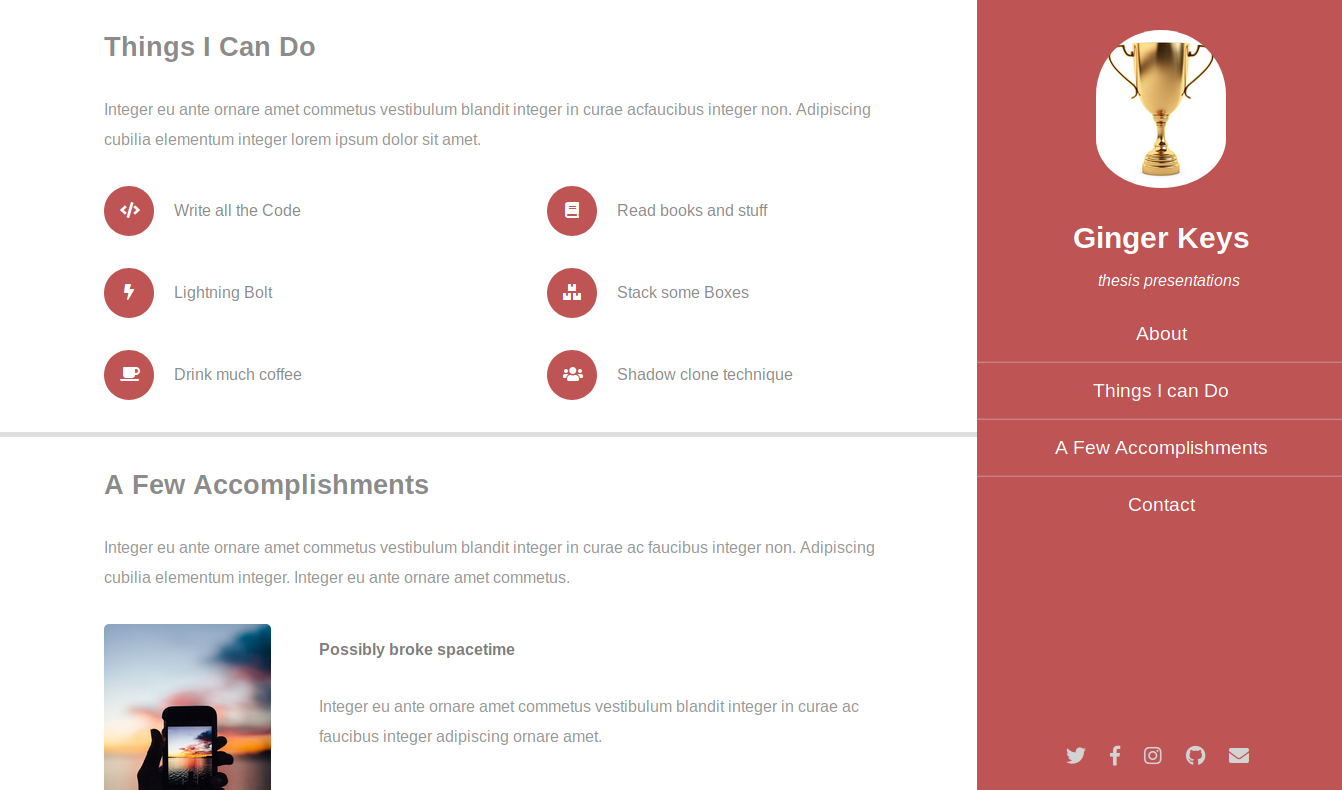 Things I Can Do
Integer eu ante ornare amet commetus vestibulum blandit integer in curae acfaucibus integer non. Adipiscing
cubilia elementum integer lorem ipsum dolor sit amet.
Write all the Code
Read books and stuff
Lightning Bolt
Stack some Boxes
Drink much coffee
Shadow clone technique
A Few Accomplishments
Integer eu ante ornare amet commetus vestibulum blandit integer in curae ac faucibus integer non. Adipiscing
cubilia elementum integer. Integer eu ante ornare amet commetus.
Possibly broke spacetime
Integer eu ante ornare amet commetus vestibulum blandit integer in curae ac
faucibus integer adipiscing ornare amet.
Ginger Keys
thesis presentations
About
Things I can Do
A Few Accomplishments
Contact